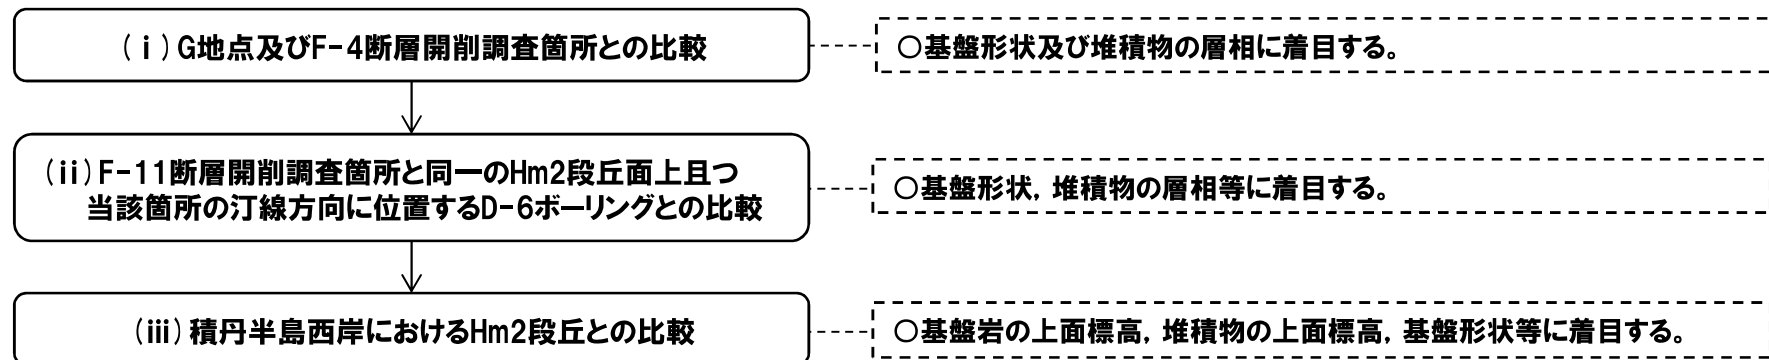 (ⅰ)G地点及びF-4断層開削調査箇所との比較
○基盤形状及び堆積物の層相に着目する。
(ⅱ)F-11断層開削調査箇所と同一のHm2段丘面上且つ
当該箇所の汀線方向に位置するD-6ボーリングとの比較
○基盤形状，堆積物の層相等に着目する。
(ⅲ)積丹半島西岸におけるHm2段丘との比較
○基盤岩の上面標高，堆積物の上面標高，基盤形状等に着目する。